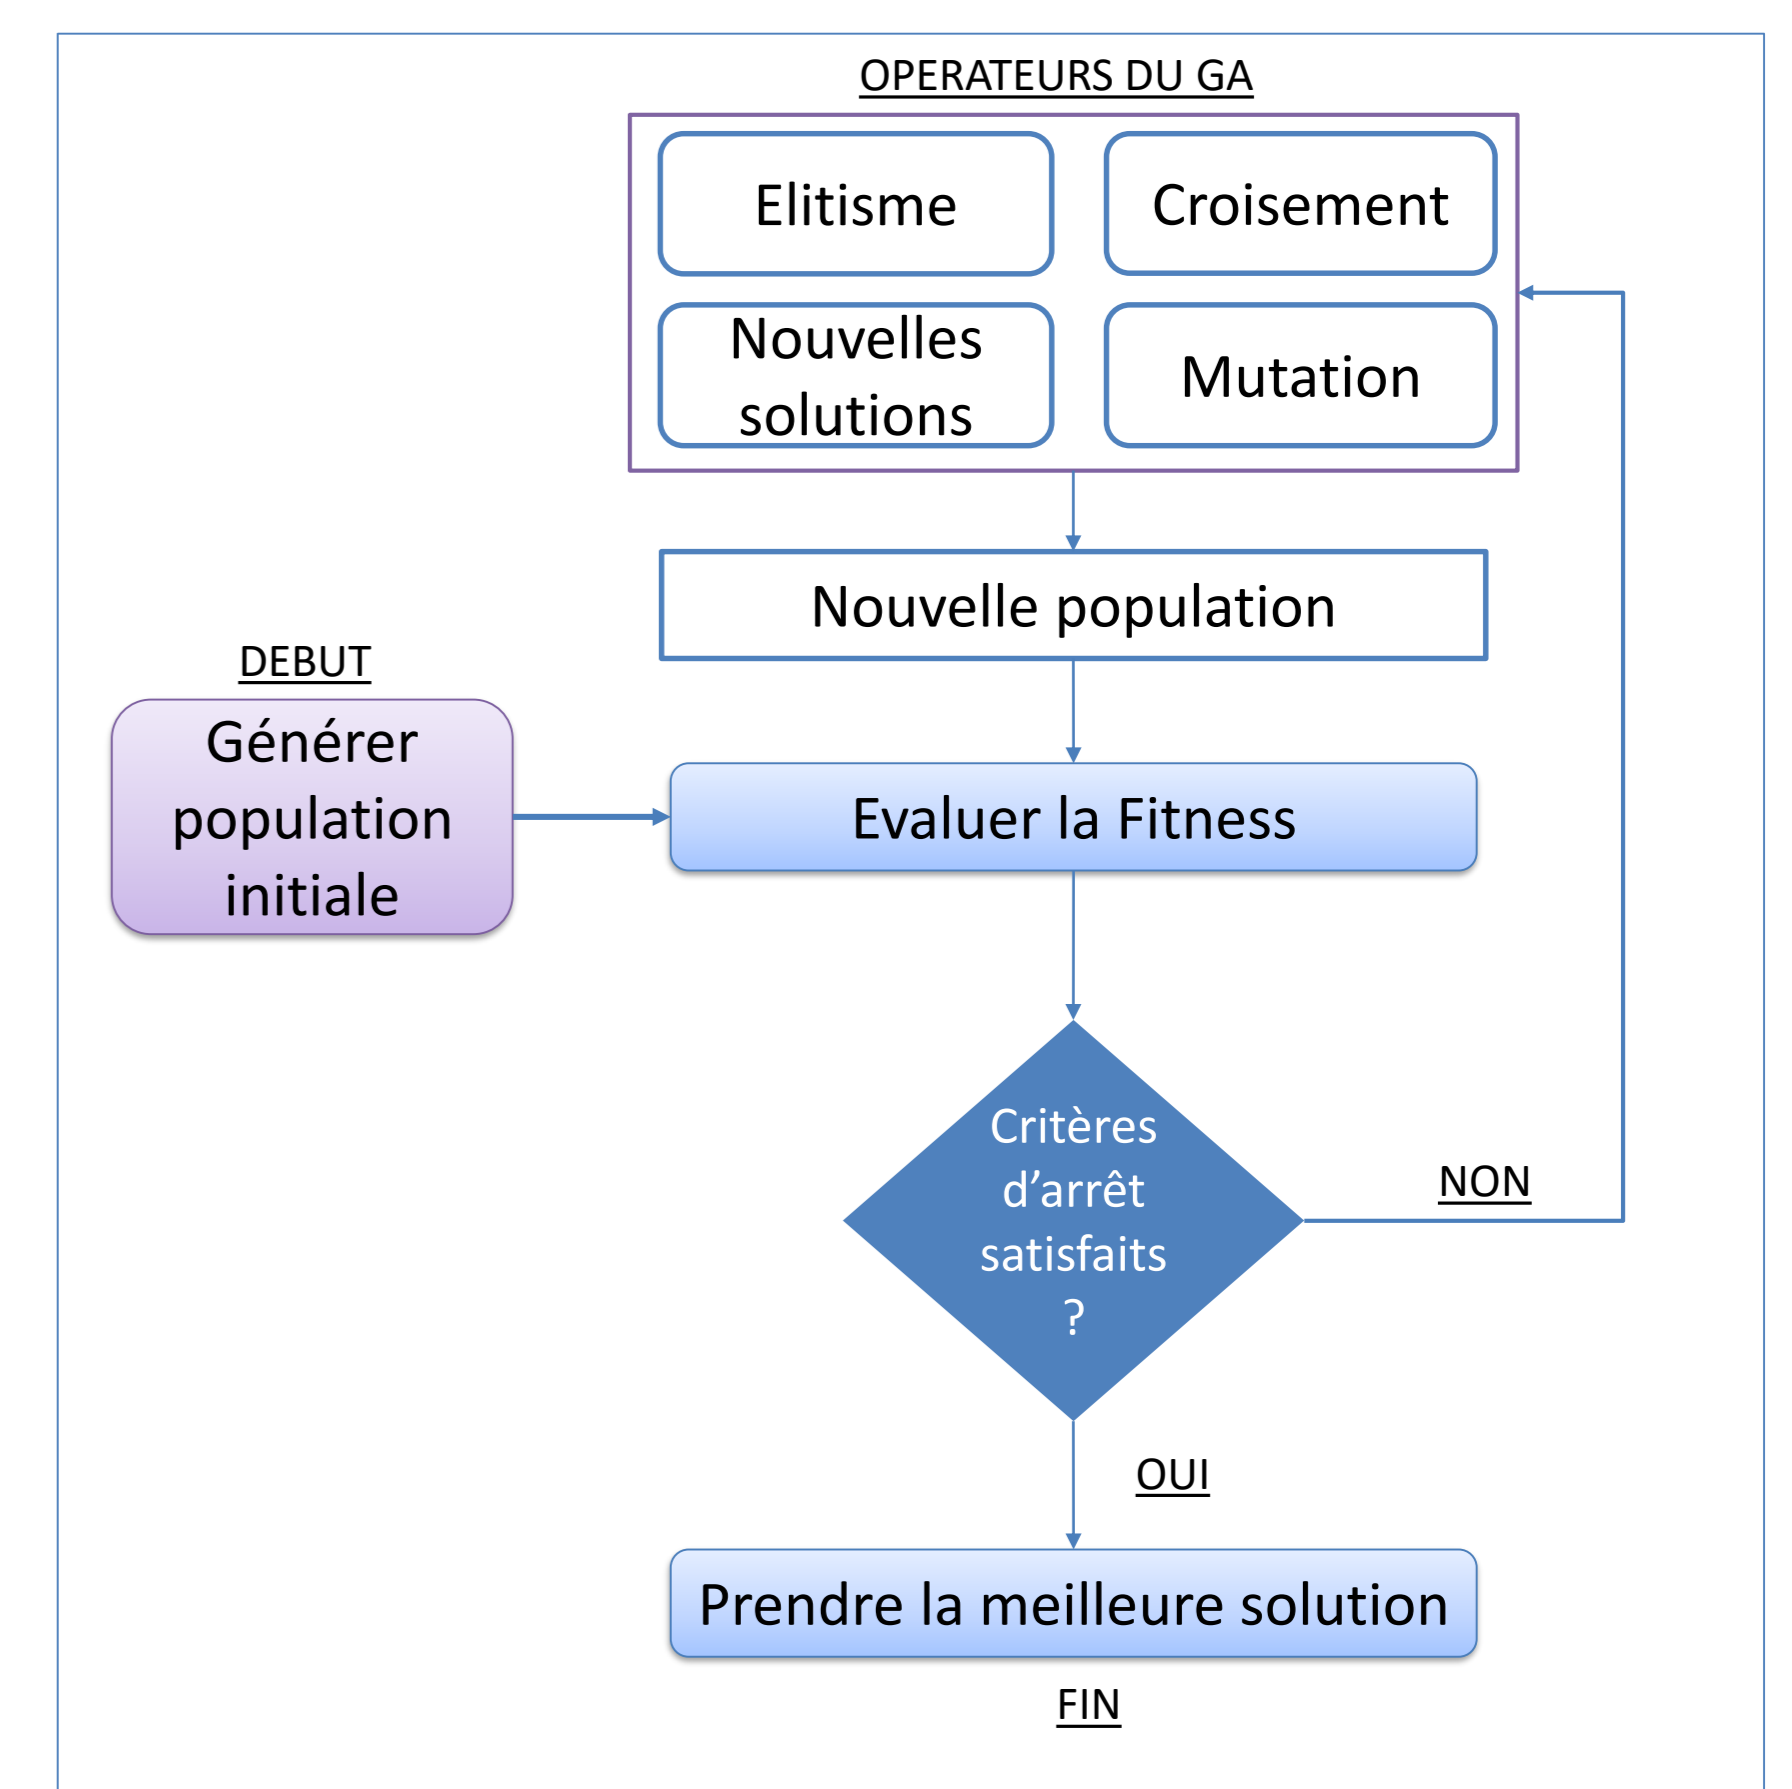 OPERATEURS DU GA
Elitisme
Croisement
Nouvelles
solutions
Mutation
Nouvelle population
DEBUT
Générer
population
initiale
Evaluer la Fitness
Critères
d’arrêt
satisfaits
?
NON
OUI
Prendre la meilleure solution
FIN